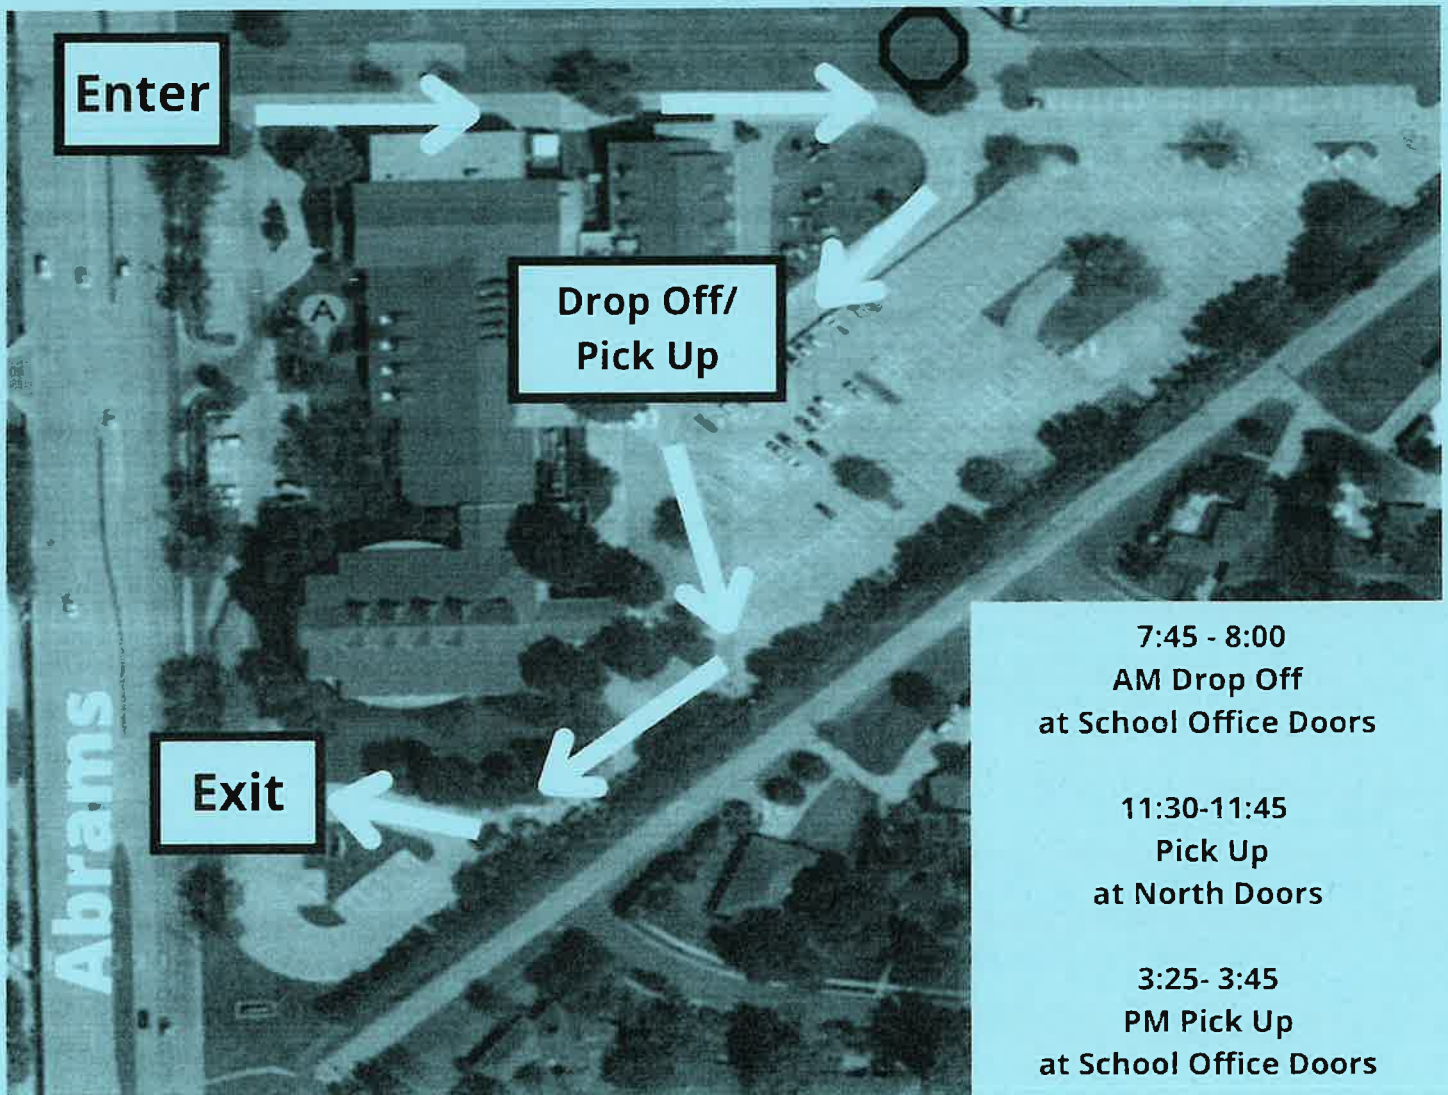 Enter
A
Drop Off/
Pick Up
Exit
Abrams
7:45 - 8:00
AM Drop Off
at School Office Doors
11:30-11:45
Pick Up
at North Doors
3:25- 3:45
PM Pick Up
at School Office Doors